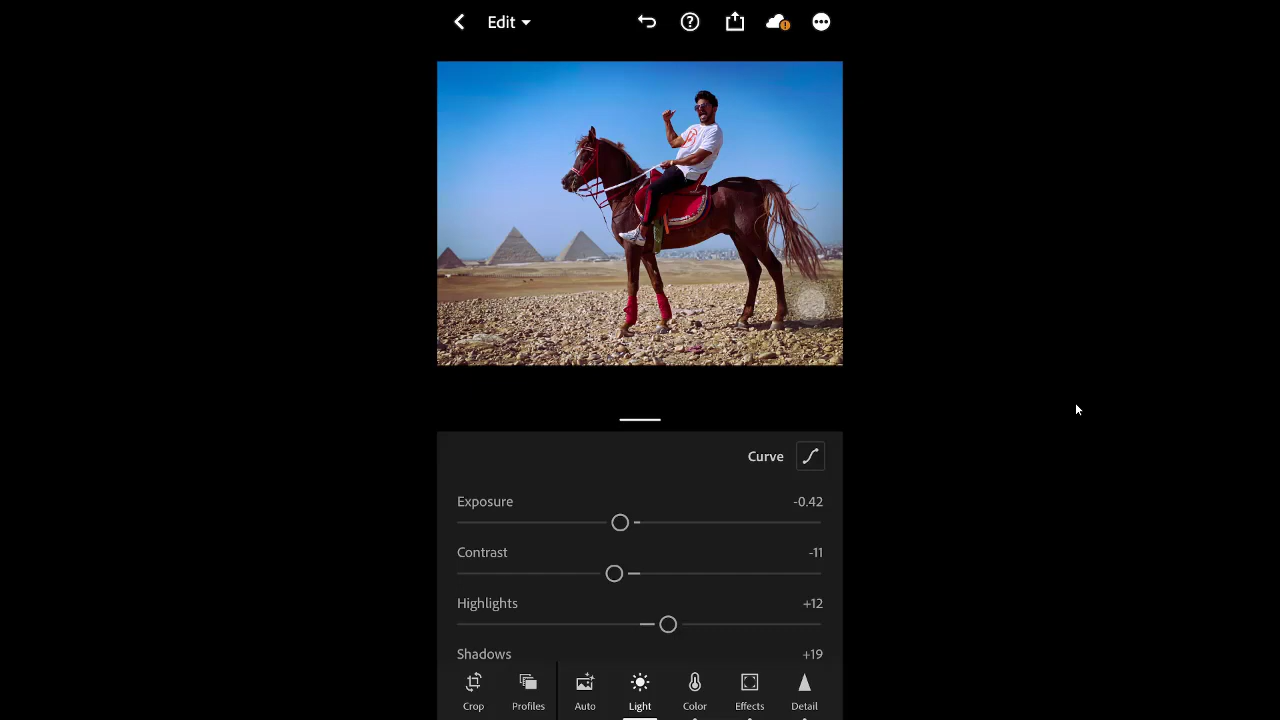 Edit
Curve
Exposure -0.42
Contrast -11
Highlights +12
Shadows +19
Crop Profiles Auto Light Color Effects Detail